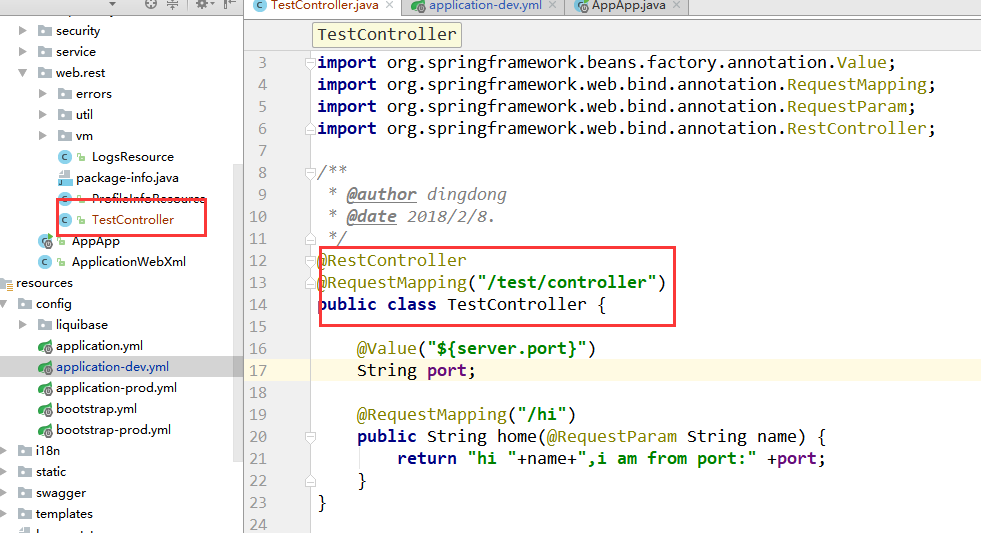 TestController.java
application-dev.yml
AppApp.java
security
service
web.rest
errors
util
vm
LogsResource
package-info.java
ProfileInfoResource
TestController
AppApp
ApplicationWebXml
resources
config
liquibase
application.yml
application-dev.yml
application-prod.yml
bootstrap.yml
bootstrap-prod.yml
i18n
static
swagger
templates
TestController
3 import org.springframework.beans.factory.annotation.Value;
4 import org.springframework.web.bind.annotation.RequestMapping;
5 import org.springframework.web.bind.annotation.RequestParam;
6 import org.springframework.web.bind.annotation.RestController;
7
8 /**
9 * @author dingdong
10 * @date 2018/2/8.
11 */
12 @RestController
13 @RequestMapping("/test/controller")
14 public class TestController {
15
16 @Value("${server.port}")
17 String port;
18
19 @RequestMapping("/hi")
20 public String home(@RequestParam String name) {
21 return "hi "+name+",i am from port:" +port;
22 }
23 }
24